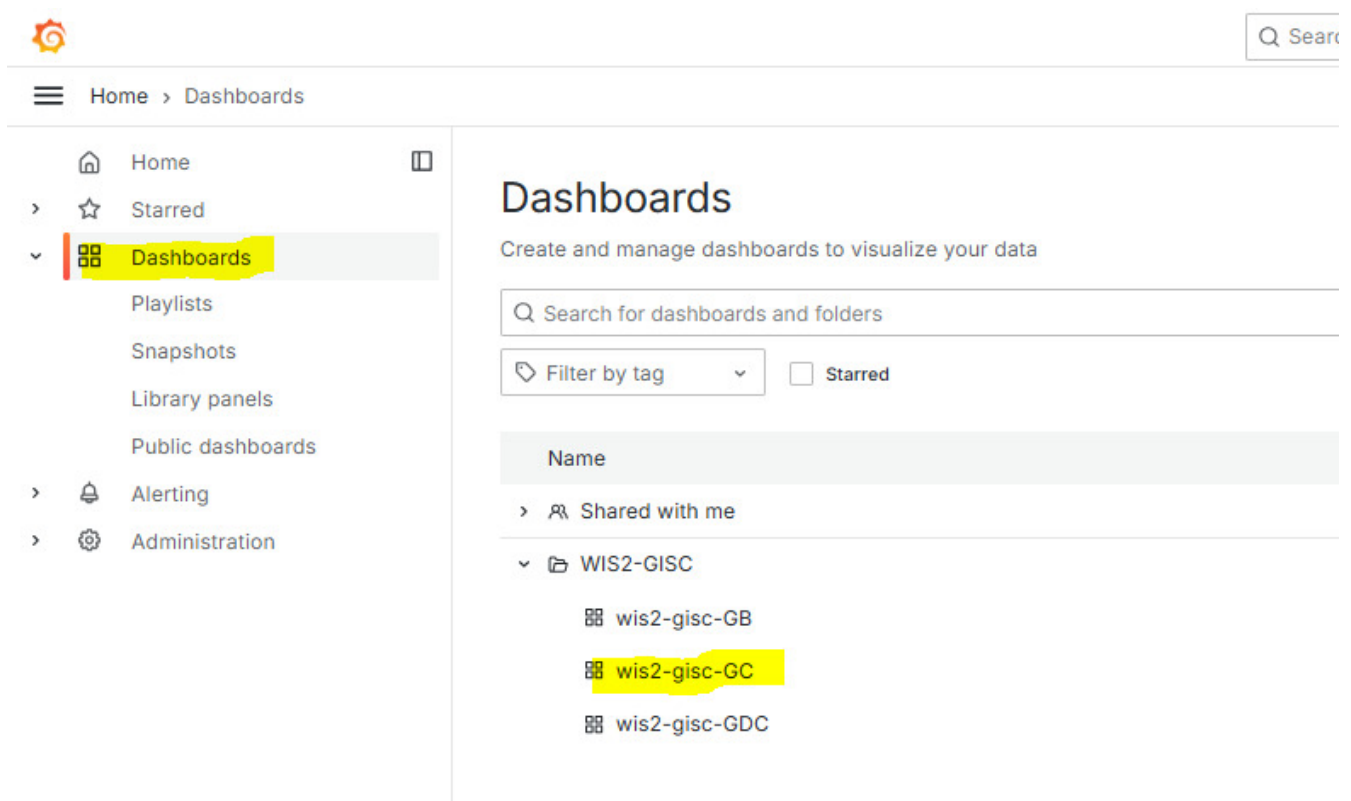 Home › Dashboards
Home
Starred
Dashboards
Playlists
Snapshots
Library panels
Public dashboards
Alerting
Administration
Dashboards
Create and manage dashboards to visualize your data
Search for dashboards and folders
Filter by tag
Starred
Name
Shared with me
WIS2-GISC
wis2-gisc-GB
wis2-gisc-GC
wis2-gisc-GDC